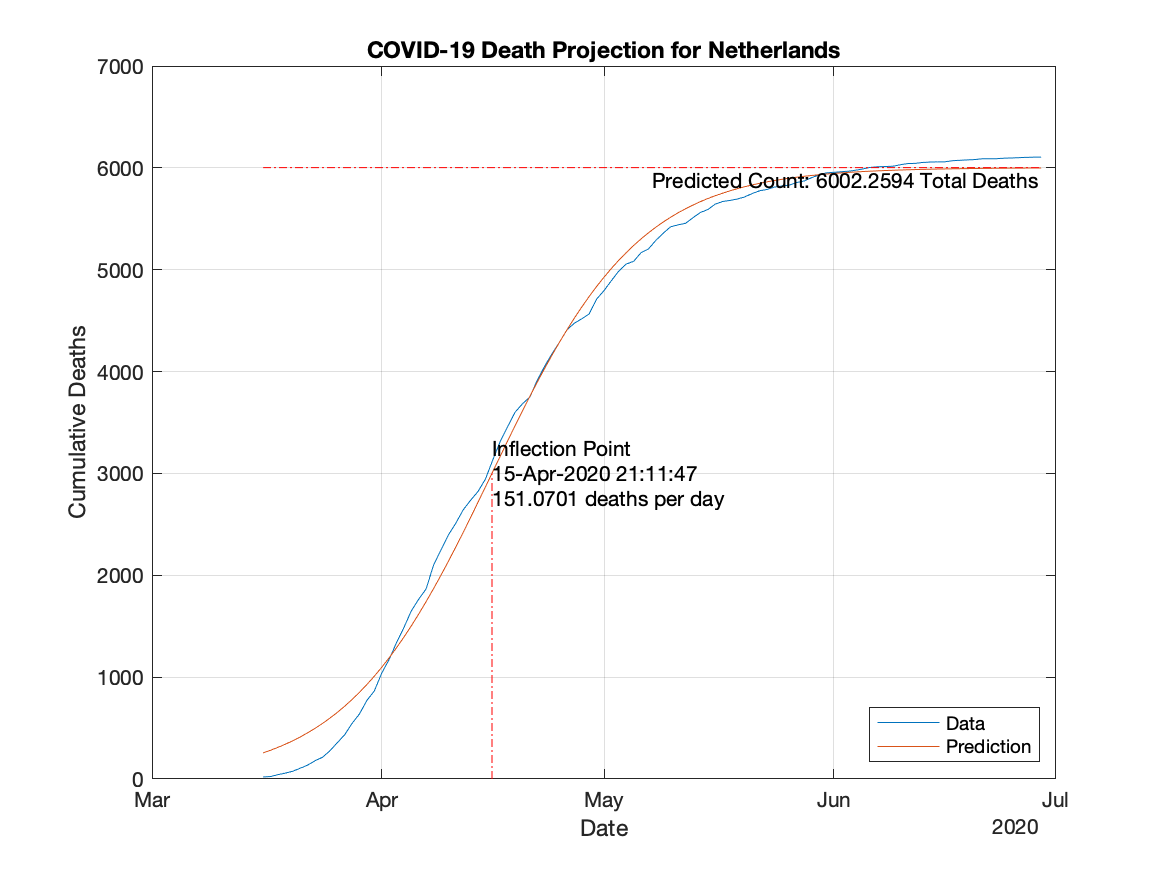 COVID-19 Death Projection for Netherlands
7000
6000
Predicted Count: 6002.2594 Total Deaths
5000
4000
Inflection Point
3000
15-Apr-2020 21:11:47
151.0701 deaths per day
2000
1000
0
Cumulative Deaths
Data
Prediction
Mar Apr May Jun Jul
Date
2020